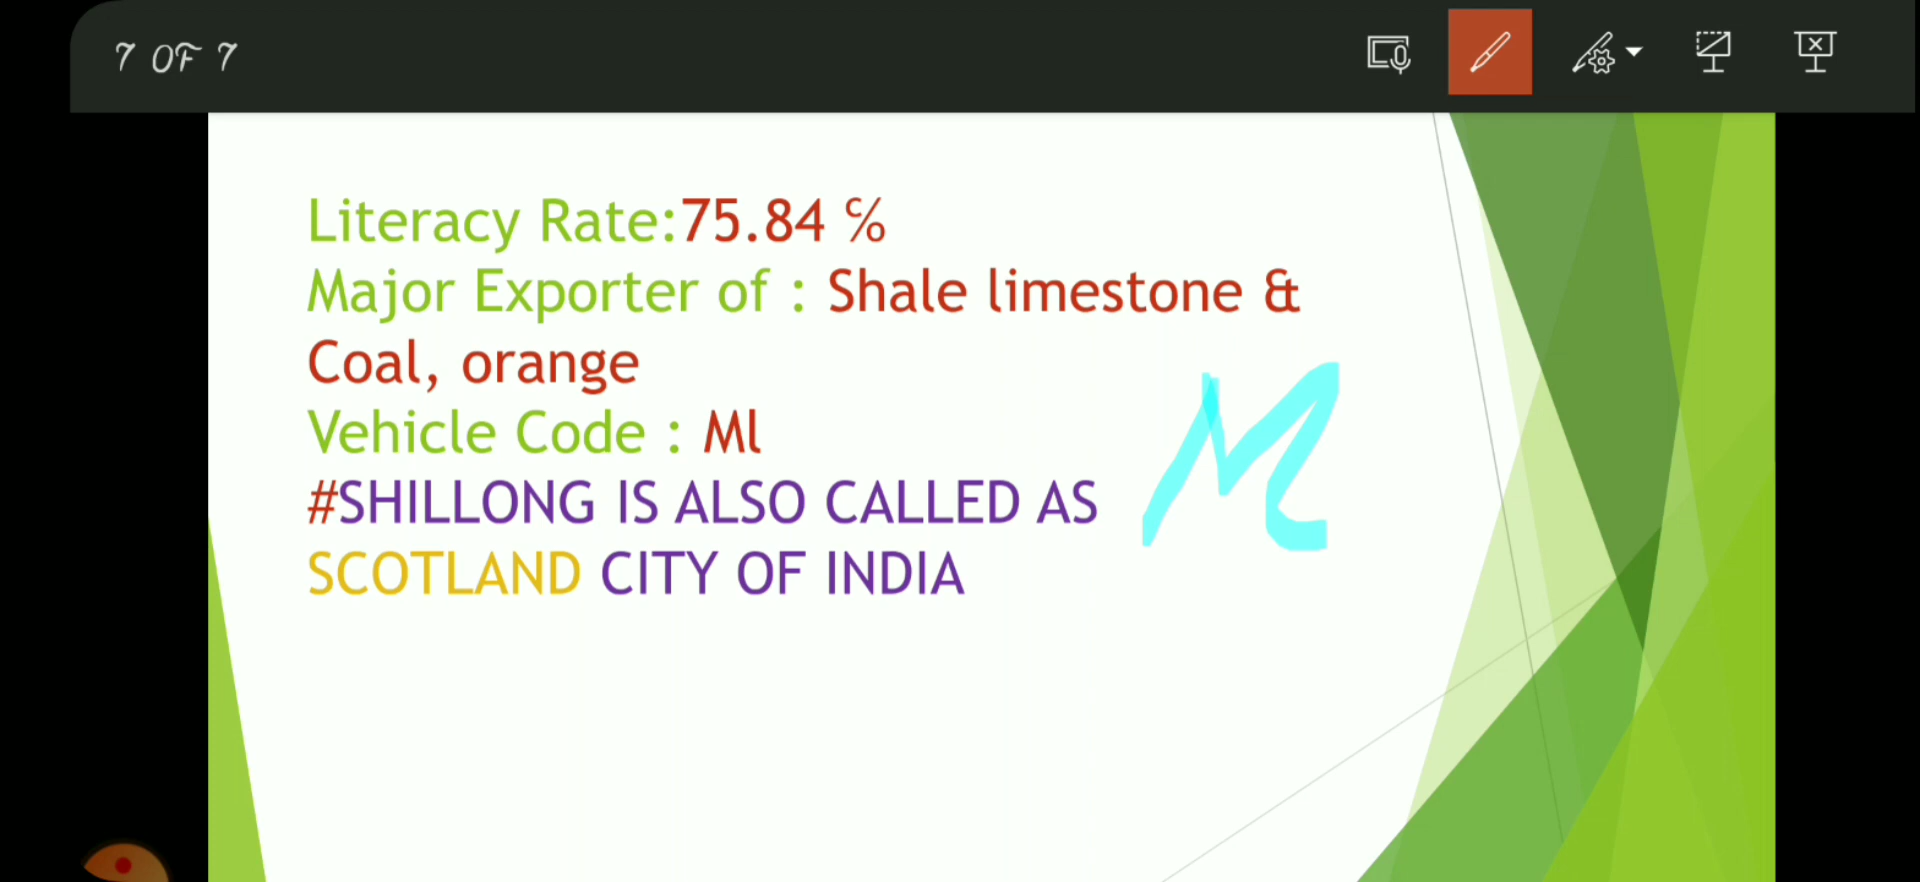 7 OF 7
Literacy Rate:75.84 ℅
Major Exporter of : Shale limestone &
Coal, orange
Vehicle Code : Ml
#SHILLONG IS ALSO CALLED AS
SCOTLAND CITY OF INDIA
M